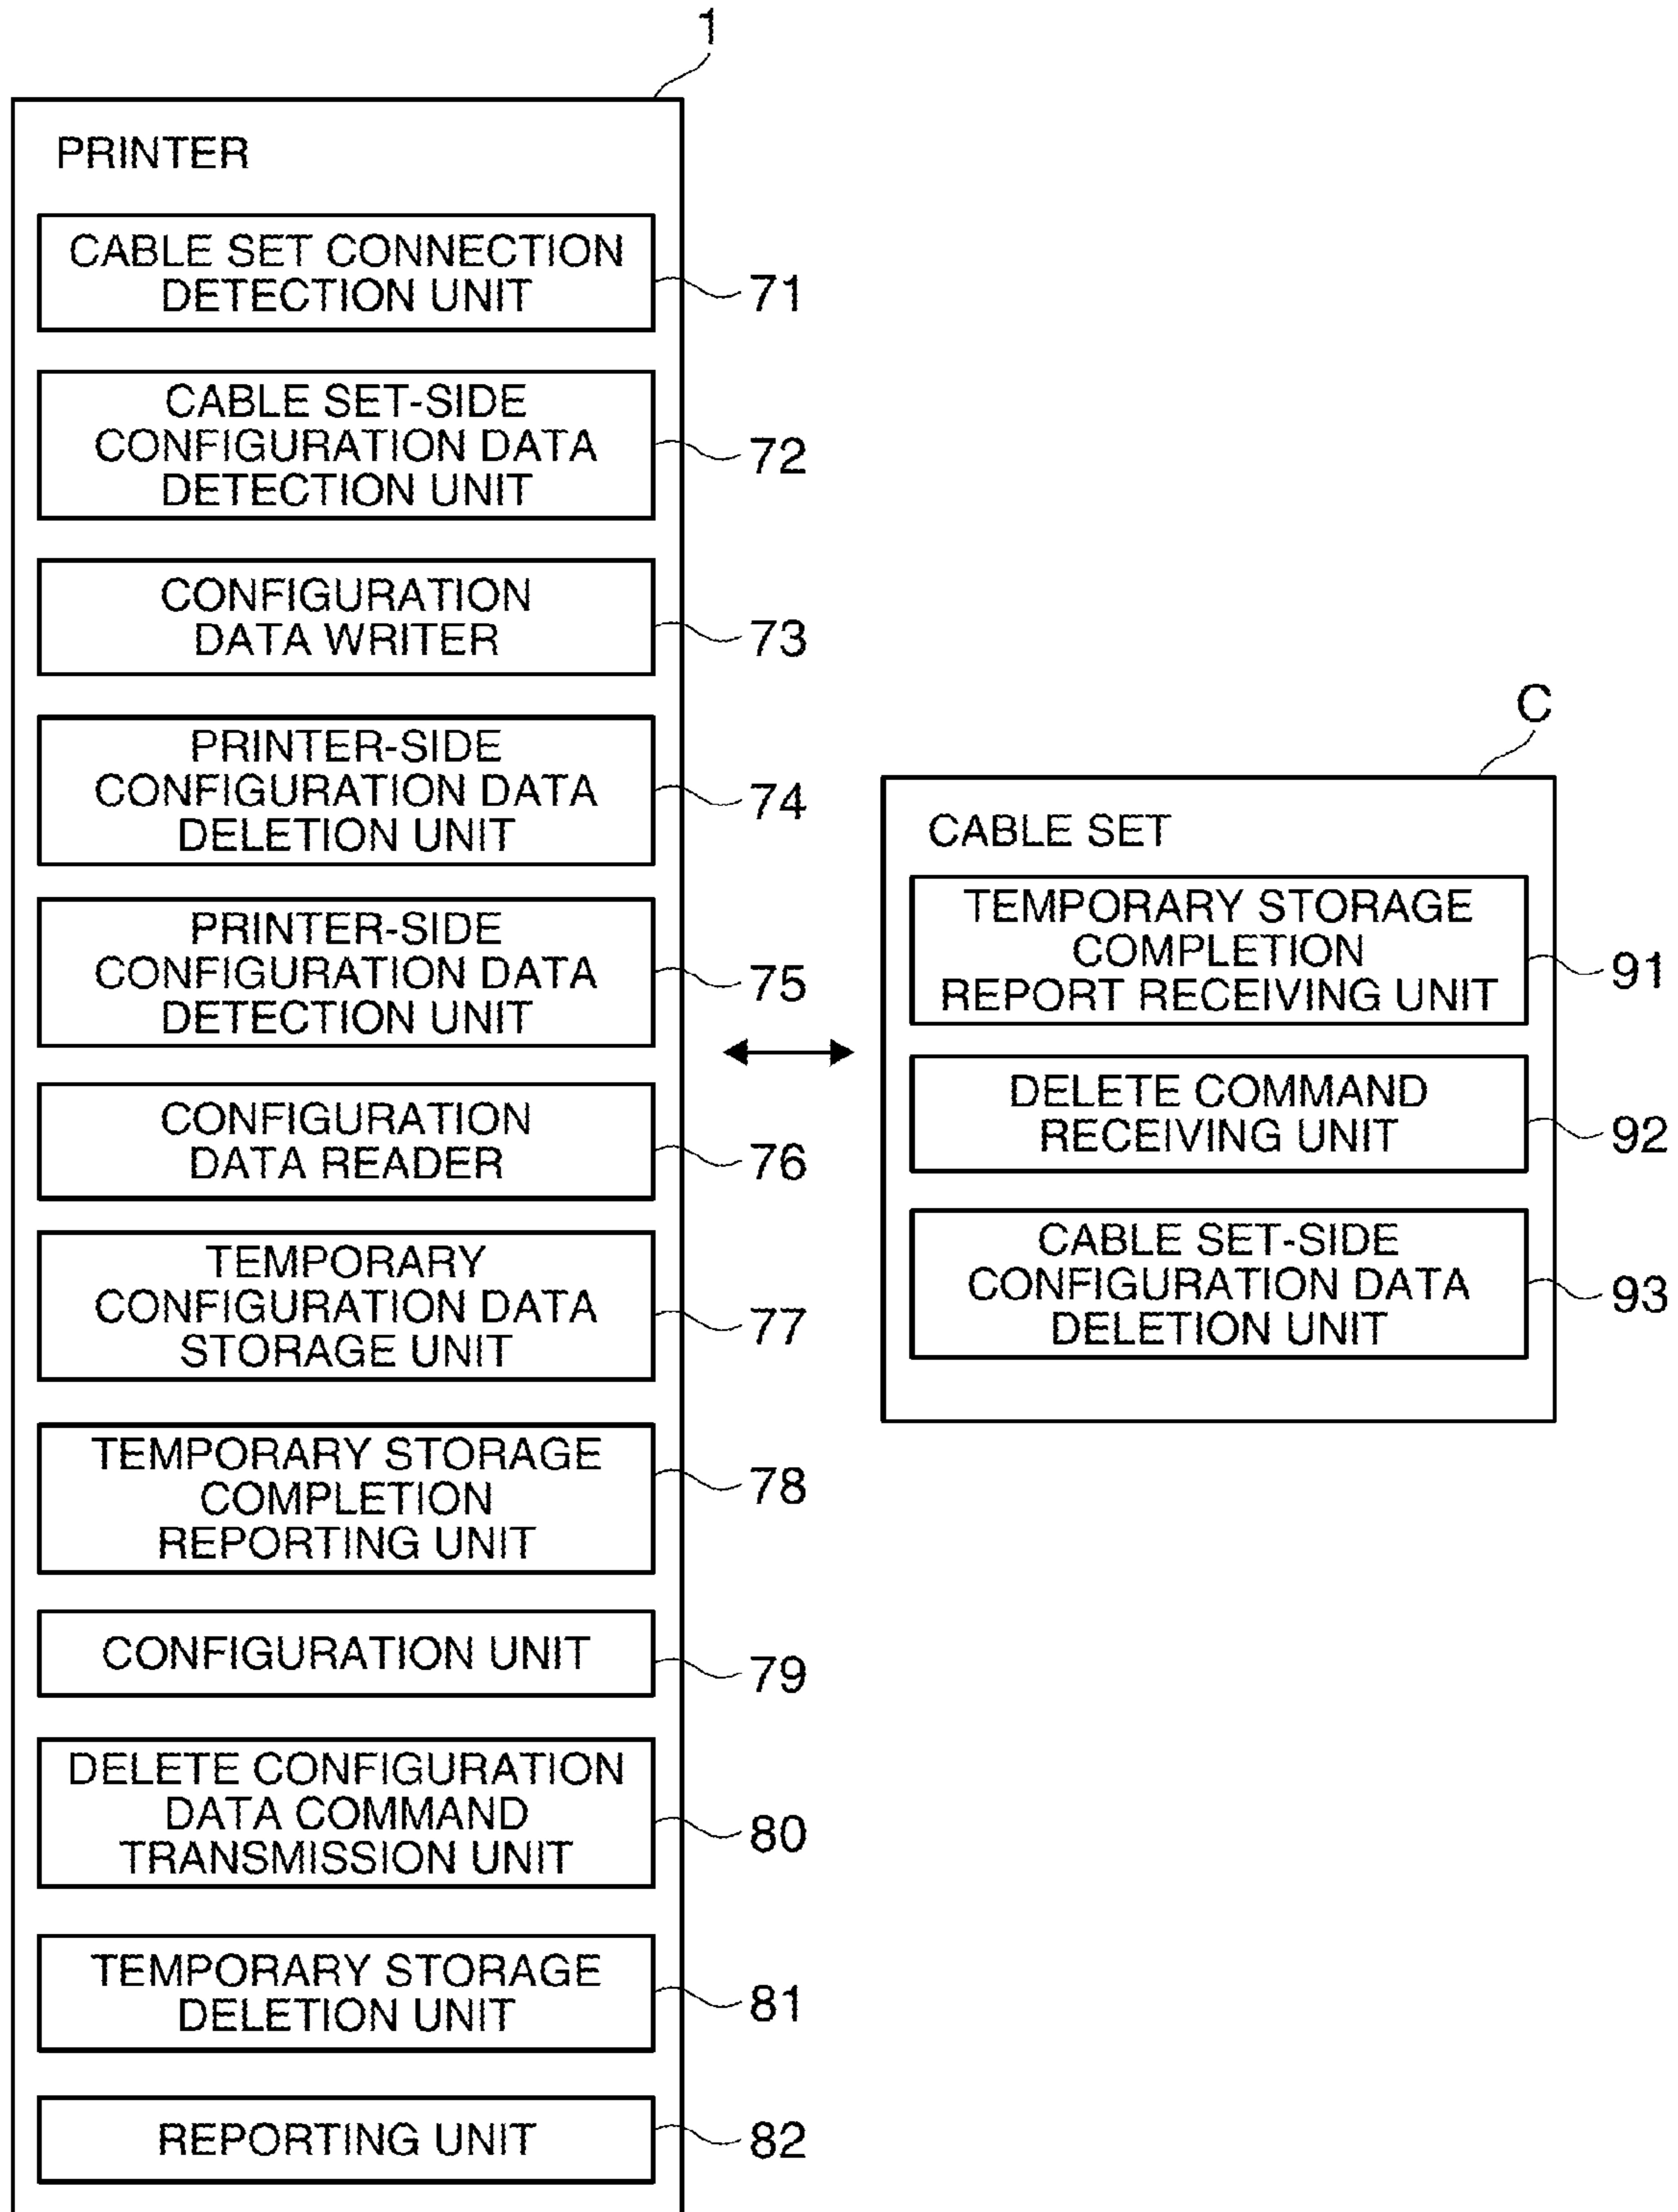 1
PRINTER
CABLE SET CONNECTION
DETECTION UNIT
71
CABLE SET-SIDE
CONFIGURATION DATA
DETECTION UNIT
72
CONFIGURATION
DATA WRITER
73
PRINTER-SIDE
CONFIGURATION DATA
DELETION UNIT
74
PRINTER-SIDE
CONFIGURATION DATA
DETECTION UNIT
75
CONFIGURATION
DATA READER
76
TEMPORARY
CONFIGURATION DATA
STORAGE UNIT
77
TEMPORARY STORAGE
COMPLETION
REPORTING UNIT
78
CONFIGURATION UNIT
79
DELETE CONFIGURATION
DATA COMMAND
TRANSMISSION UNIT
80
TEMPORARY STORAGE
DELETION UNIT
81
REPORTING UNIT
82
C
CABLE SET
TEMPORARY STORAGE
COMPLETION
REPORT RECEIVING UNIT
91
DELETE COMMAND
RECEIVING UNIT
92
CABLE SET-SIDE
CONFIGURATION DATA
DELETION UNIT
93